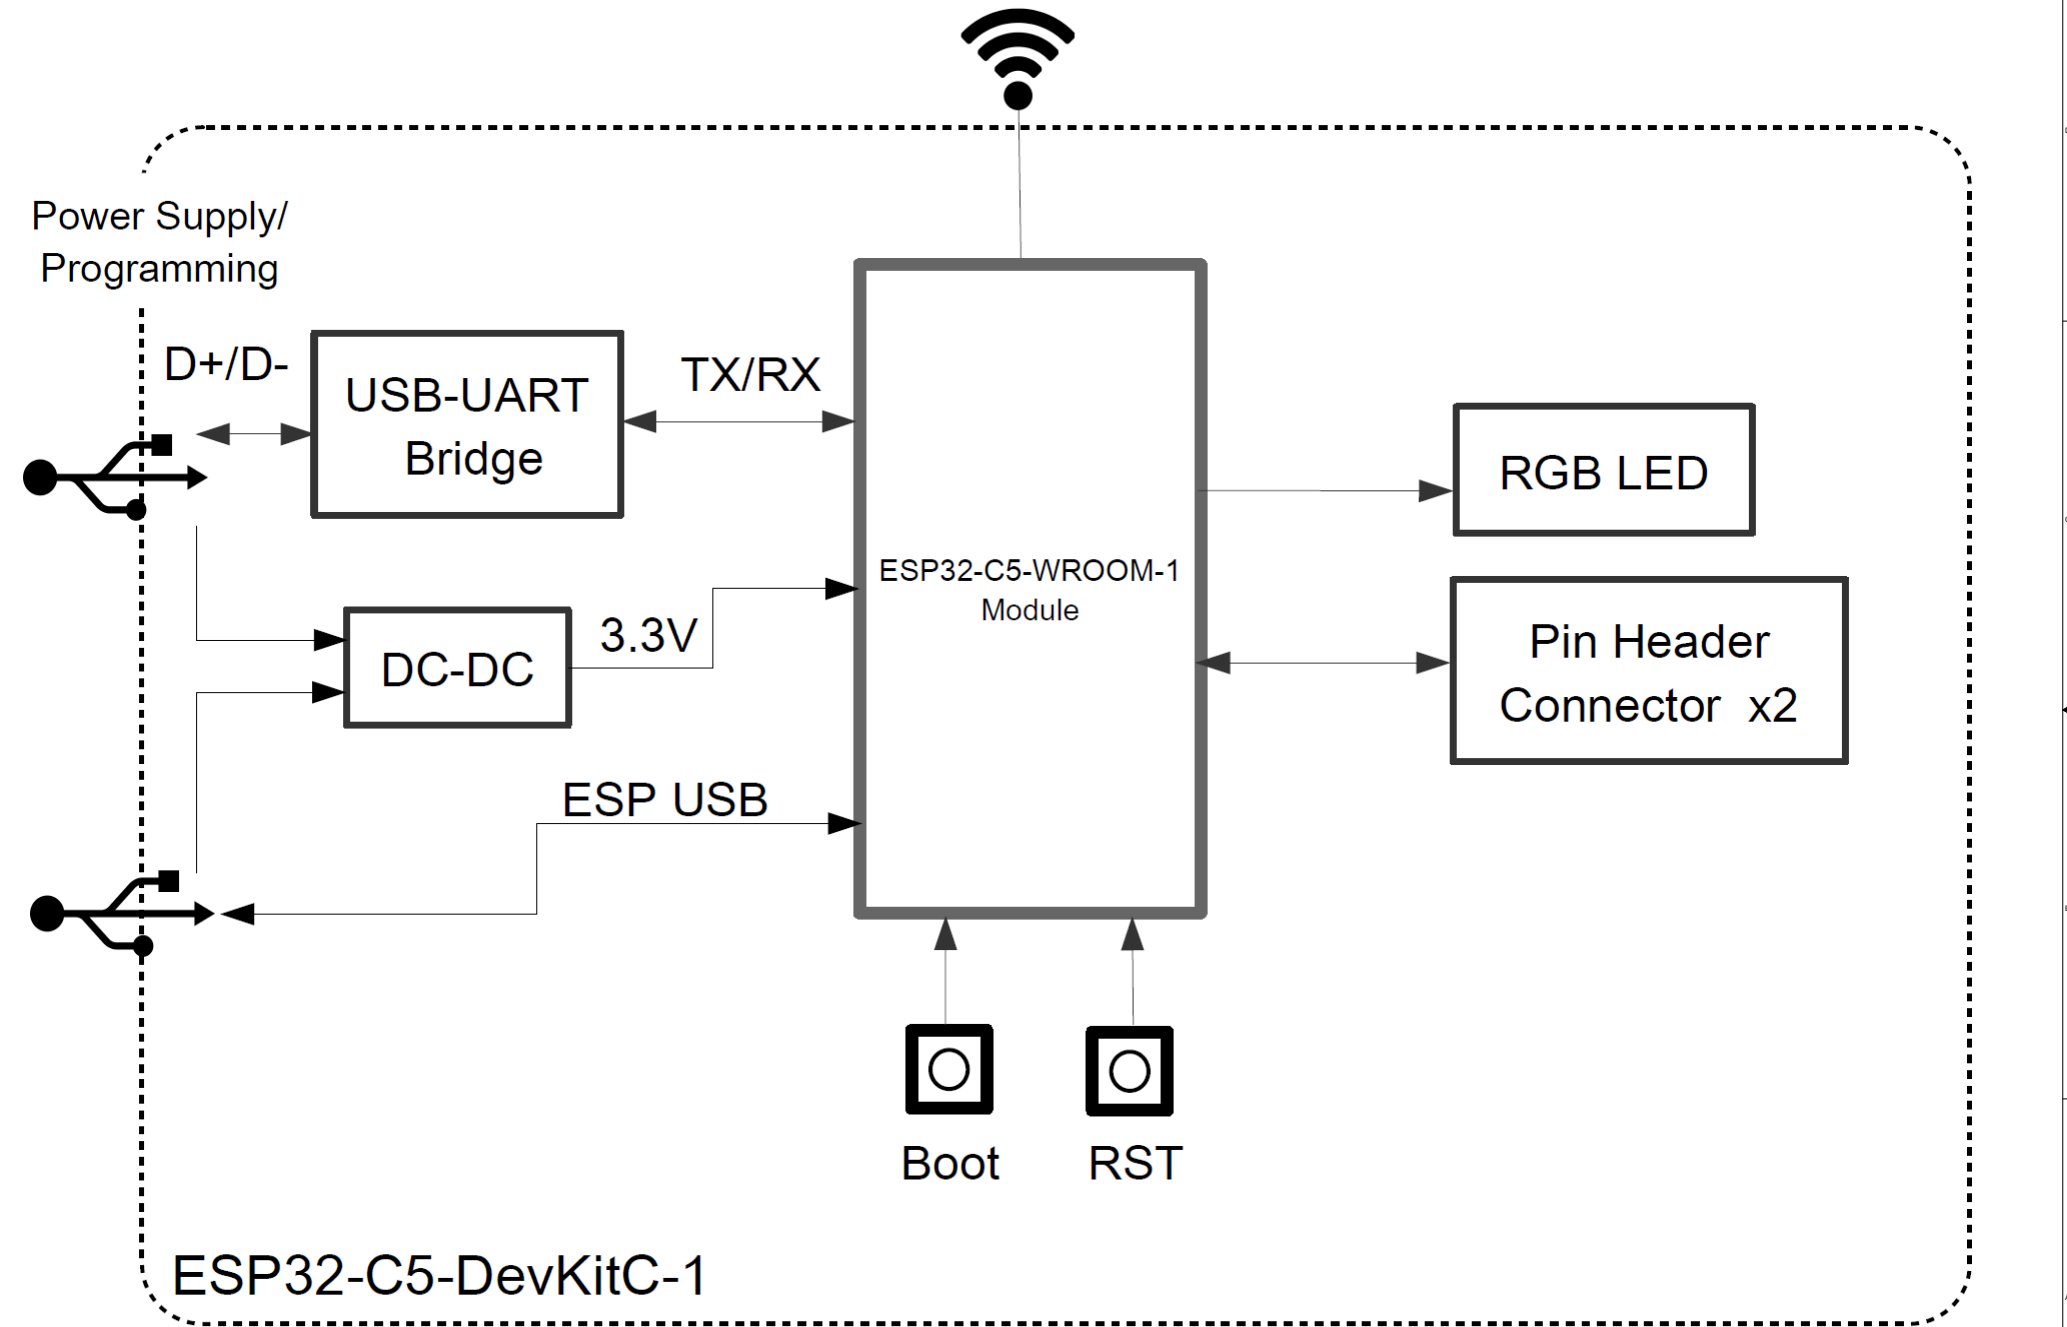 Power Supply/
Programming
D+/D-
USB-UART
Bridge
TX/RX
RGB LED
ESP32-C5-WROOM-1
Module
3.3V
DC-DC
Pin Header
Connector x2
ESP USB
Boot
RST
ESP32-C5-DevKitC-1